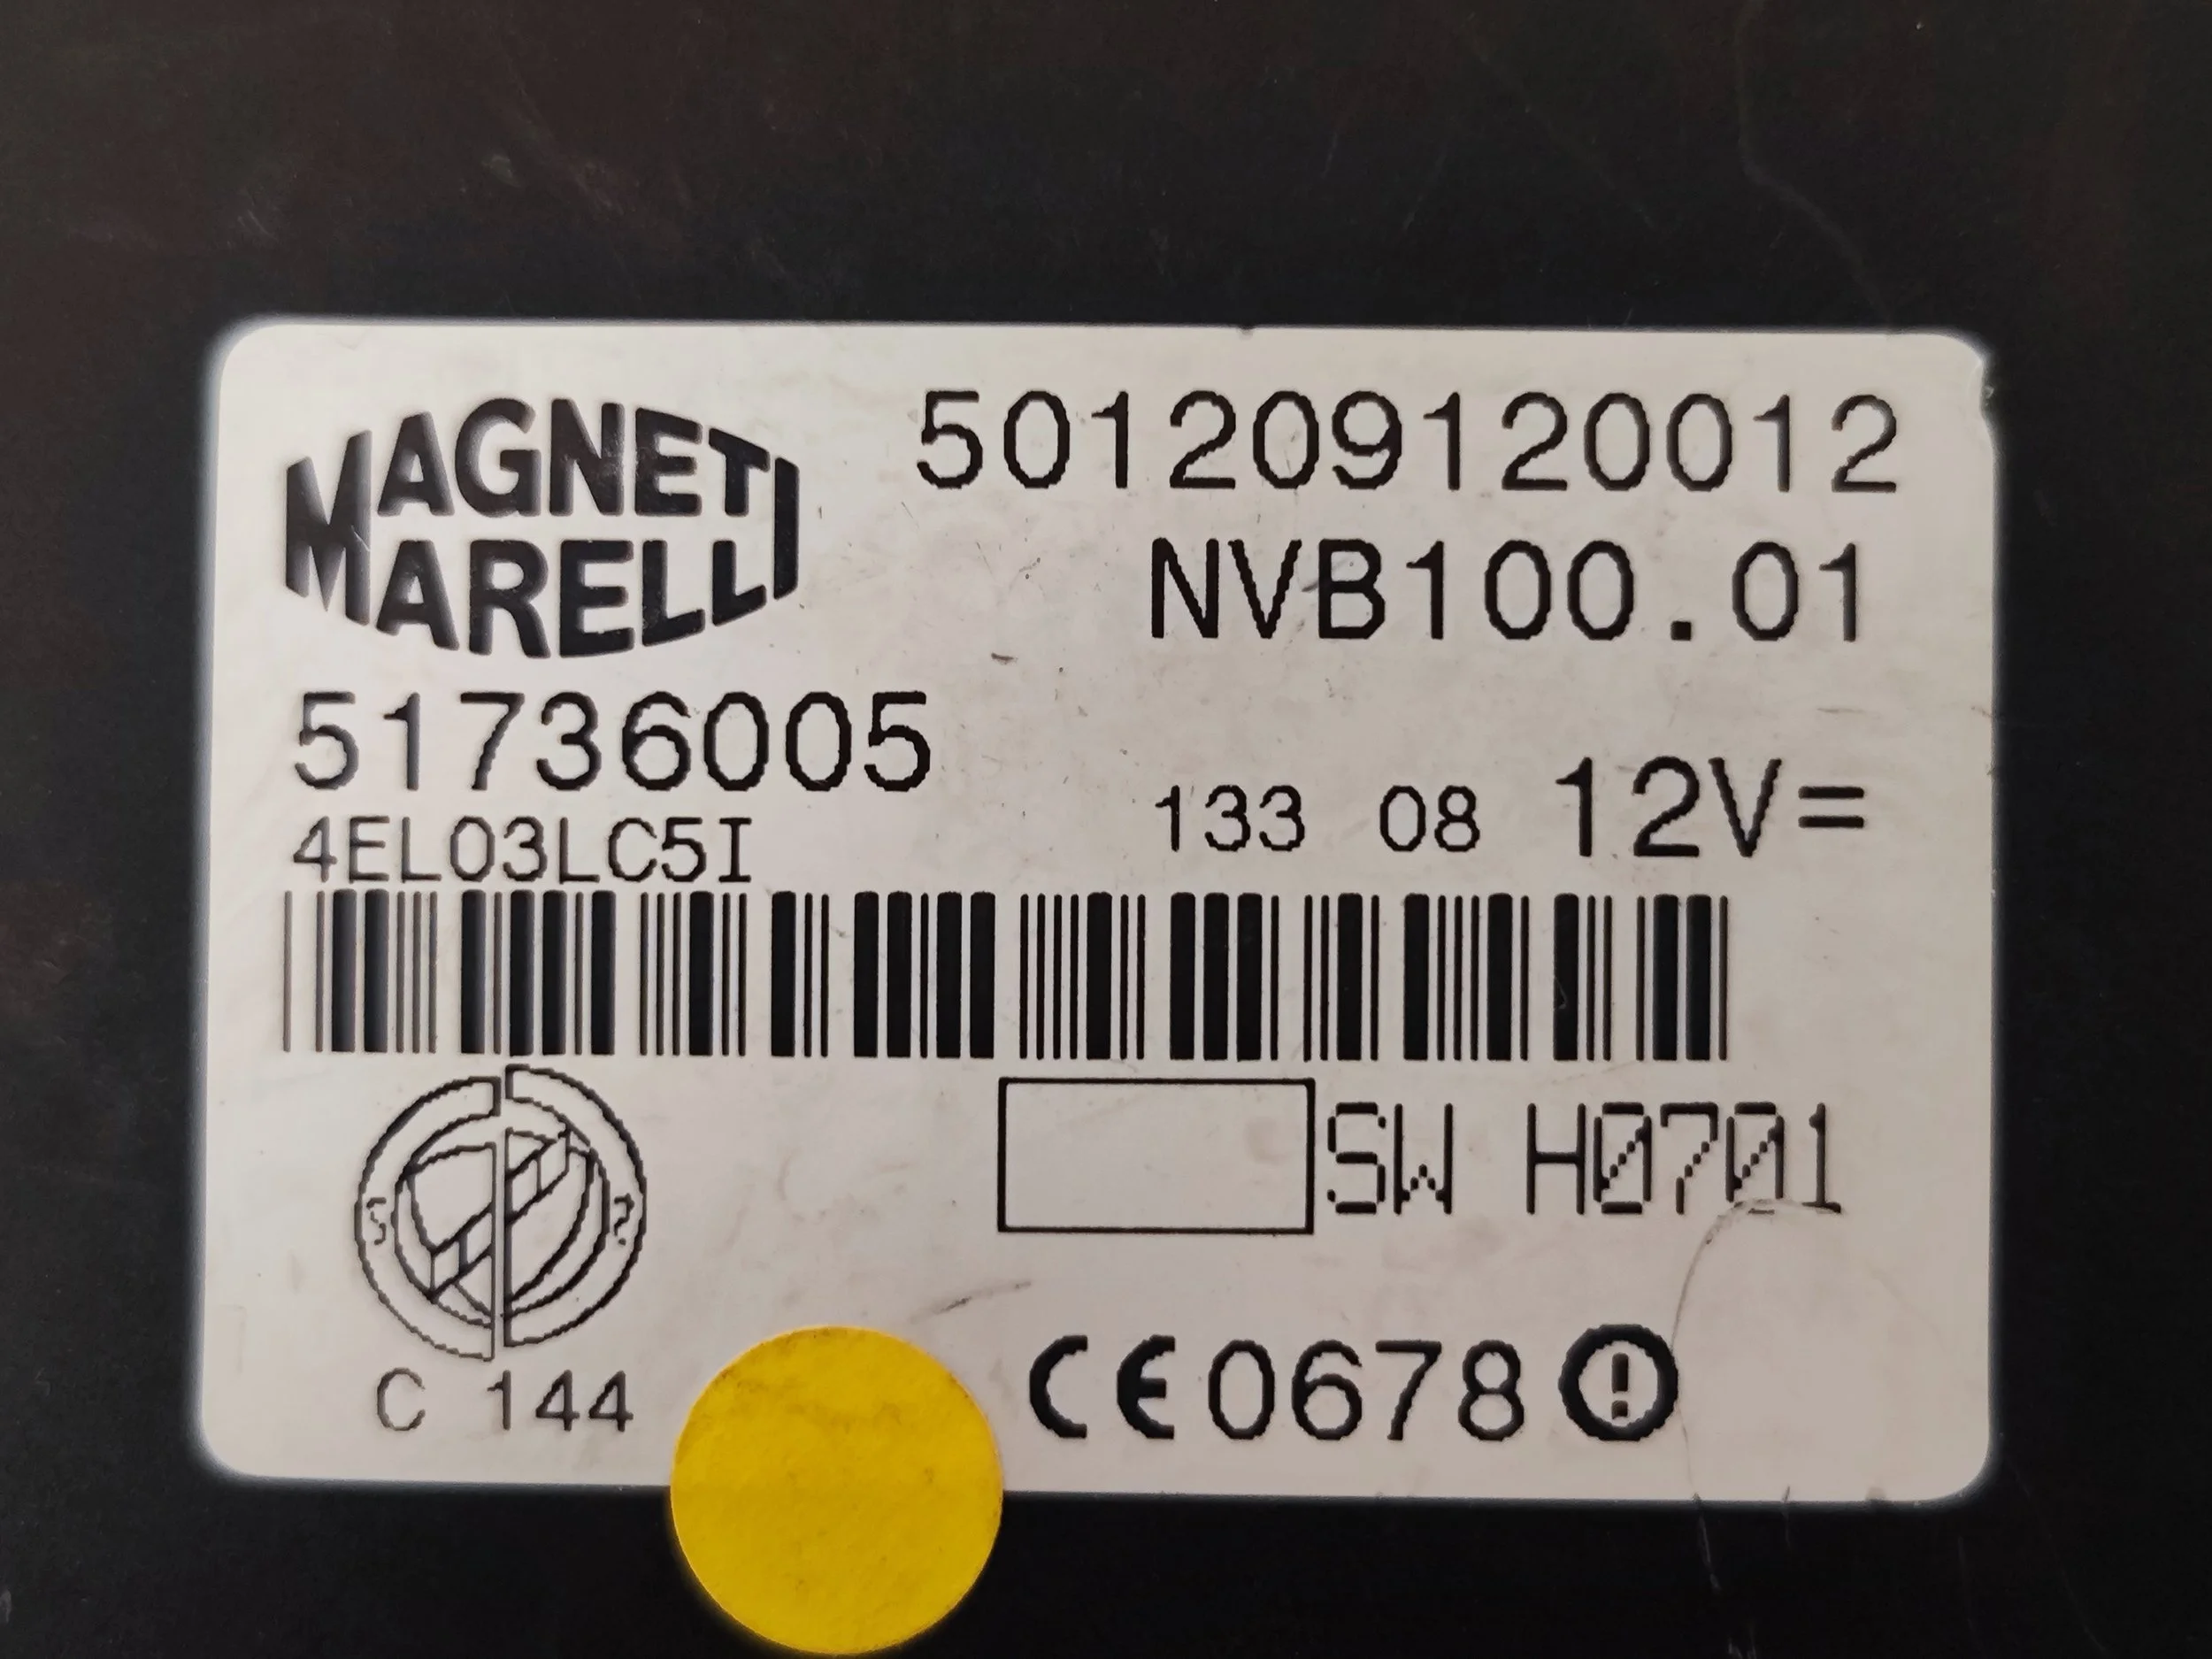 MAGNETI
MARELLI
501209120012
NVB100.01
51736005
133 08 12V=
4EL03LC5I
SW H0701
C 144
CE0678